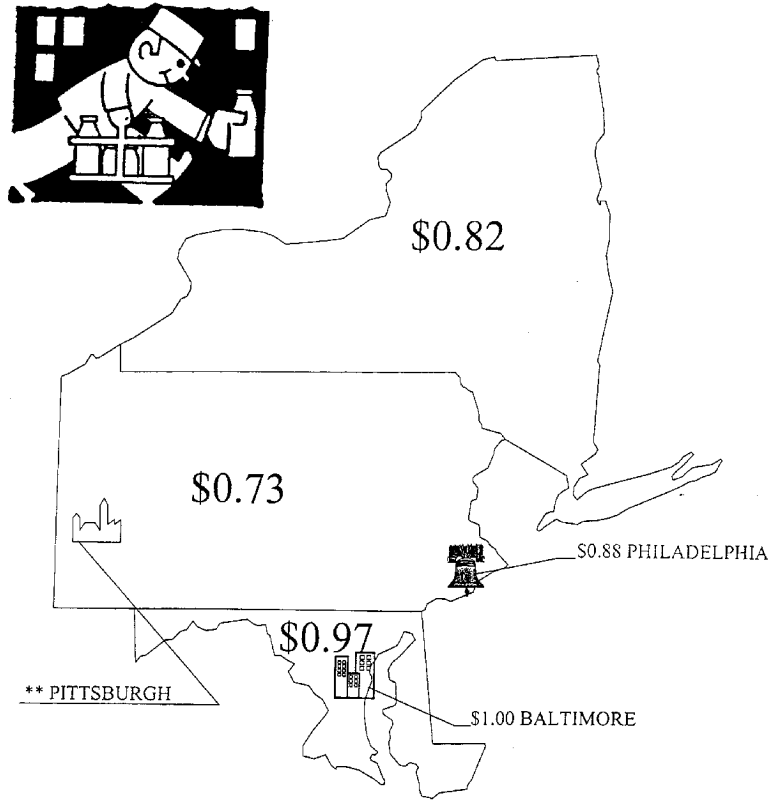 $0.82
$0.73
$0.88 PHILADELPHIA
$0.97
** PITTSBURGH
$1.00 BALTIMORE